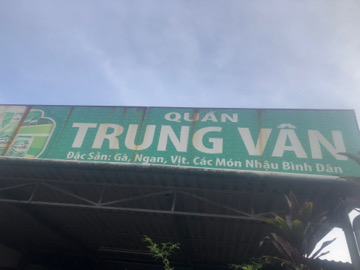 QUÁN
TRUNG VÂN
Đặc Sản: Gà, Ngan, Vịt. Các Món Nhậu Bình Dân